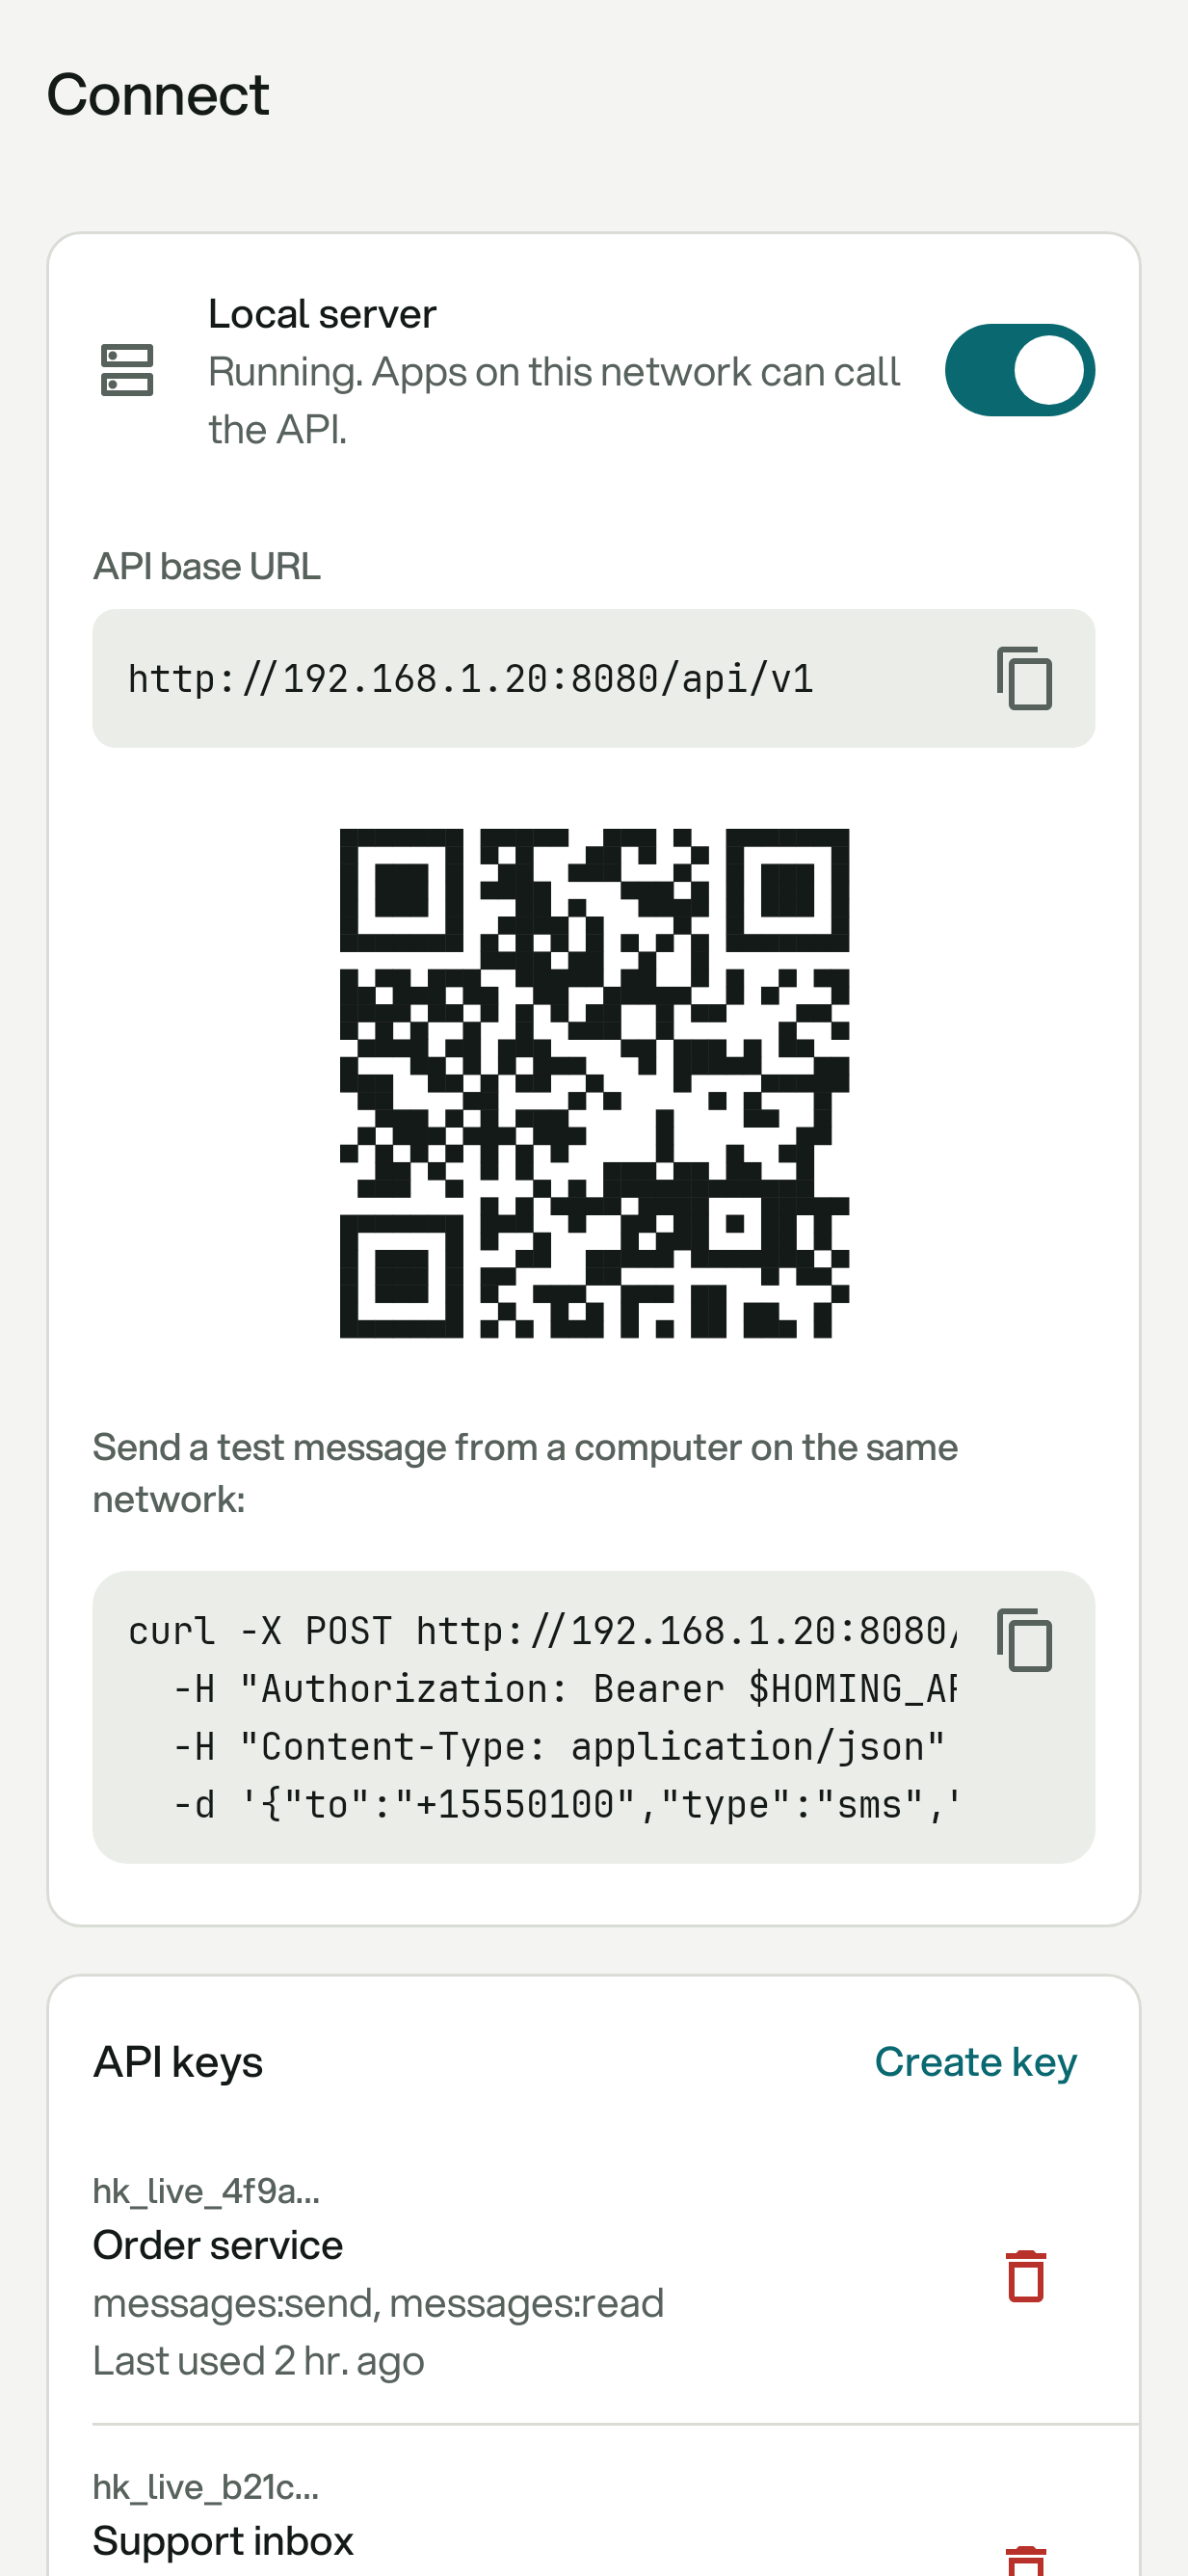 Connect
Local server
Running. Apps on this network can call
the API.
API base URL
http://192.168.1.20:8080/api/v1
Send a test message from a computer on the same
network:
curl -X POST http://192.168.1.20:8080/
-H "Authorization: Bearer $HOMING_AP
-H "Content-Type: application/json"
-d '{"to":"+15550100","type":"sms","
API keys
Create key
hk_live_4f9a...
Order service
messages:send, messages:read
Last used 2 hr. ago
hk_live_b21c...
Support inbox